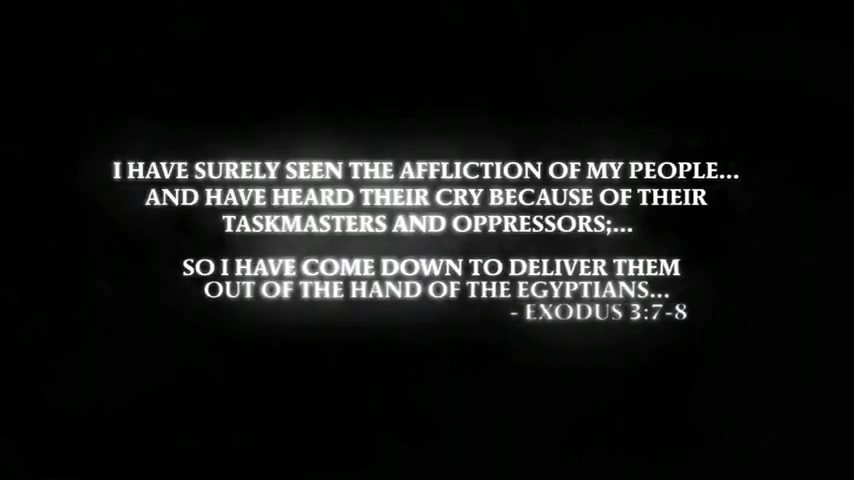 I HAVE SURELY SEEN THE AFFLICTION OF MY PEOPLE...
AND HAVE HEARD THEIR CRY BECAUSE OF THEIR
TASKMASTERS AND OPPRESSORS;...
SO I HAVE COME DOWN TO DELIVER THEM
OUT OF THE HAND OF THE EGYPTIANS...
- EXODUS 3:7-8